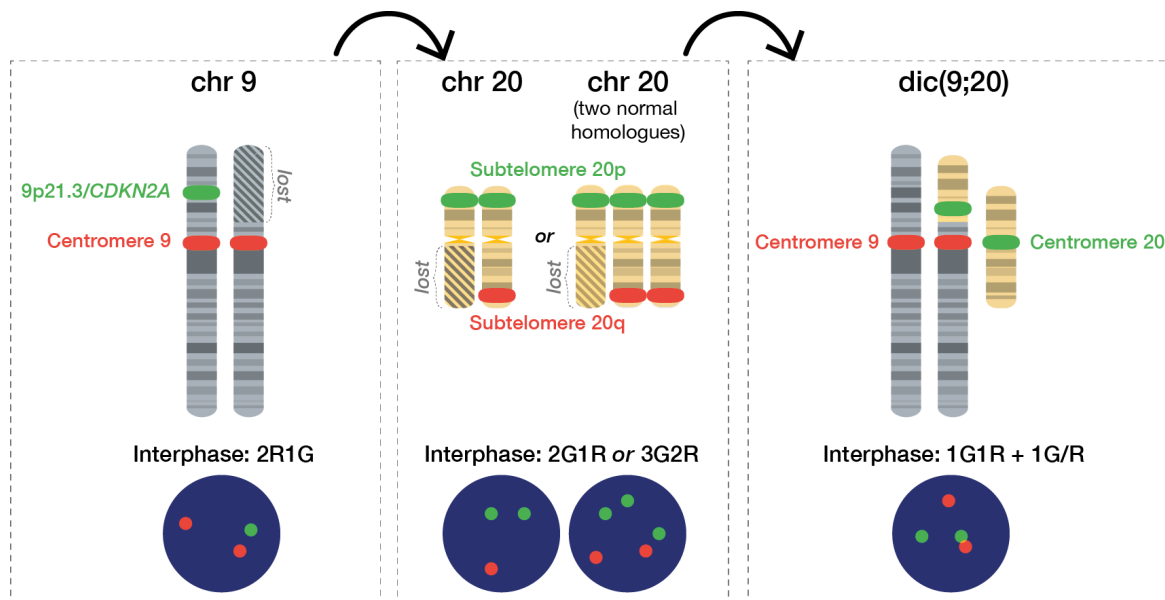 chr 9
9p21.3/CDKN2A
lost
Centromere 9
Interphase: 2R1G
chr 20
chr 20
(two normal
homologues)
Subtelomere 20p
or
lost
lost
Subtelomere 20q
Interphase: 2G1R or 3G2R
dic(9;20)
Centromere 9
Centromere 20
Interphase: 1G1R + 1G/R